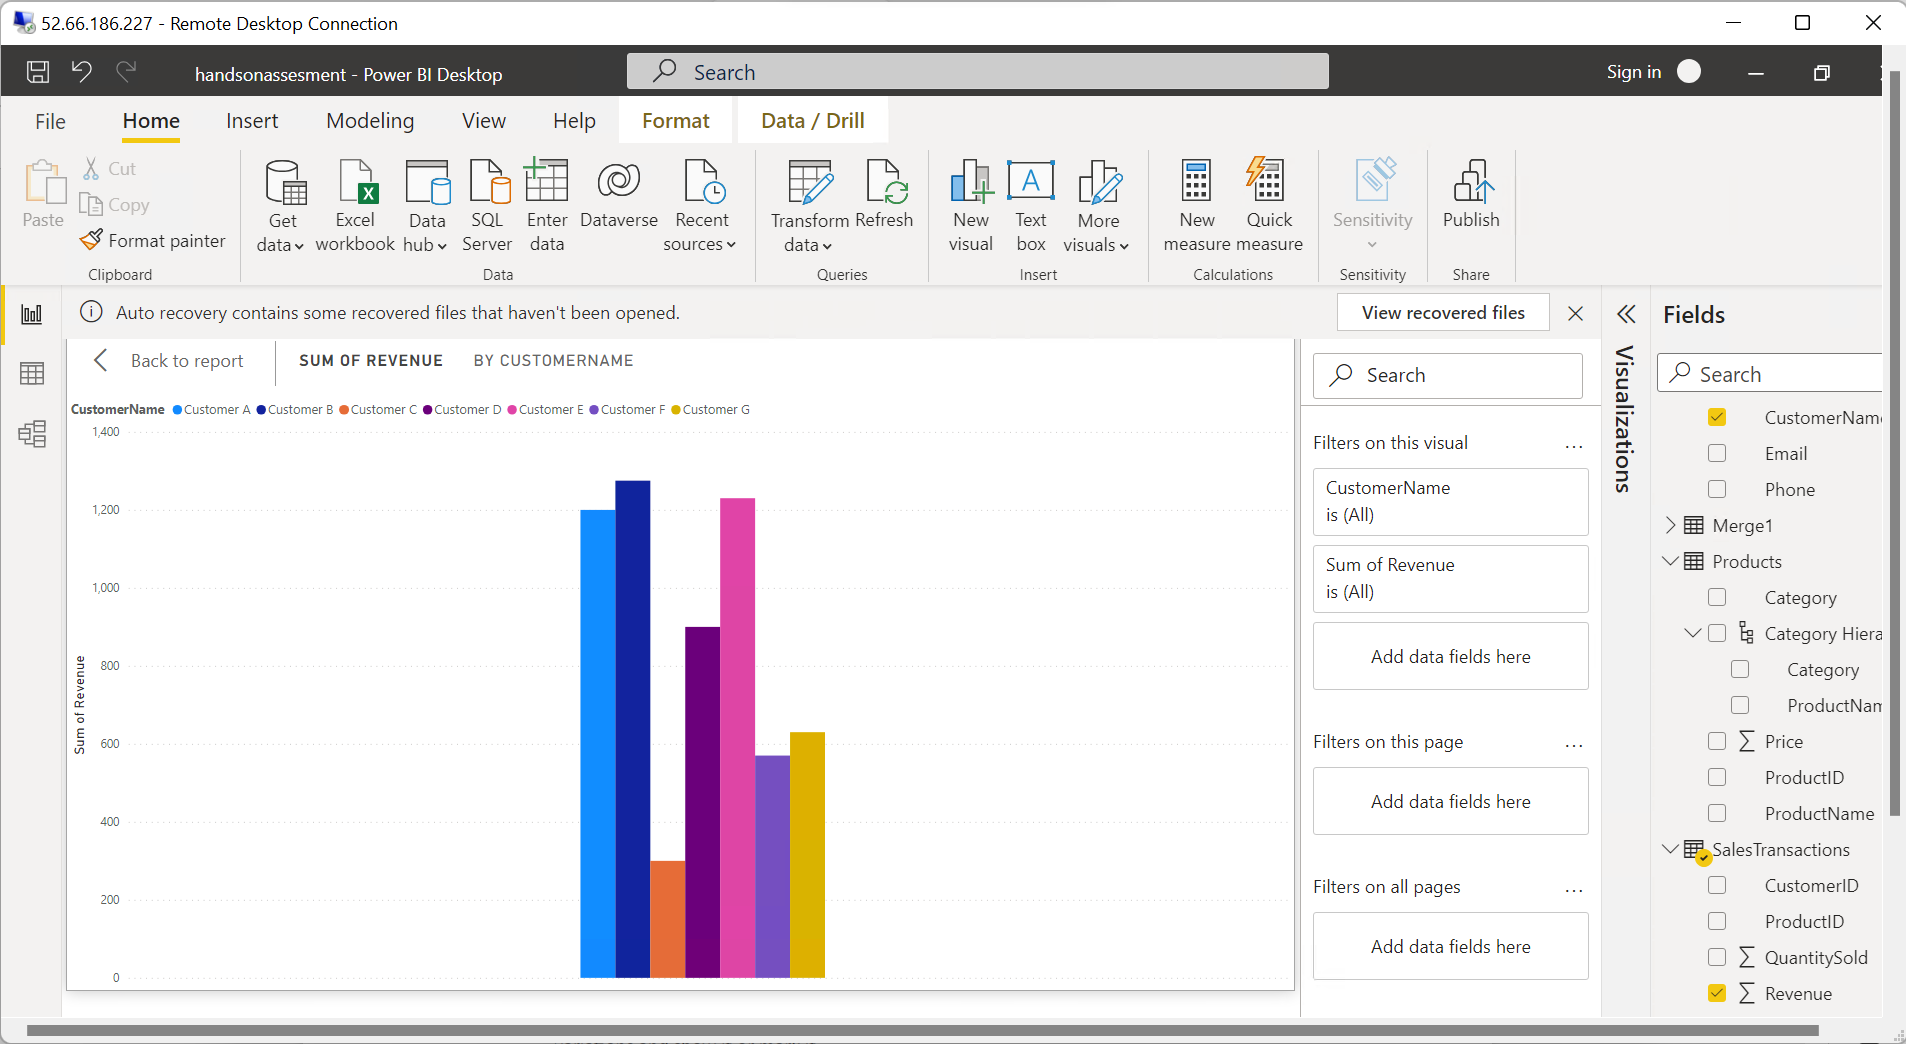 52.66.186.227 - Remote Desktop Connection
handsonassesment - Power BI Desktop
Search
Sign in
File
Home
Insert
Modeling
View
Help
Format
Data / Drill
Paste
Cut
Copy
Format painter
Clipboard
Get data
Excel workbook
Data hub
SQL Server
Enter data
Dataverse
Recent sources
Data
Transform data
Refresh
Queries
New visual
Text box
More visuals
Insert
New measure
Quick measure
Calculations
Sensitivity
Sensitivity
Publish
Share
Auto recovery contains some recovered files that haven't been opened.
View recovered files
Back to report
SUM OF REVENUE
BY CUSTOMERNAME
CustomerName Customer A Customer B Customer C Customer D Customer E Customer F Customer G
1,400
1,200
1,000
800
600
400
200
0
Sum of Revenue
Search
Filters on this visual
...
CustomerName
is (All)
Sum of Revenue
is (All)
Add data fields here
Filters on this page
...
Add data fields here
Filters on all pages
...
Add data fields here
Visualizations
Fields
Search
CustomerName
Email
Phone
Merge1
Products
Category
Category Hiera
Category
ProductNam
Price
ProductID
ProductName
SalesTransactions
CustomerID
ProductID
QuantitySold
Revenue